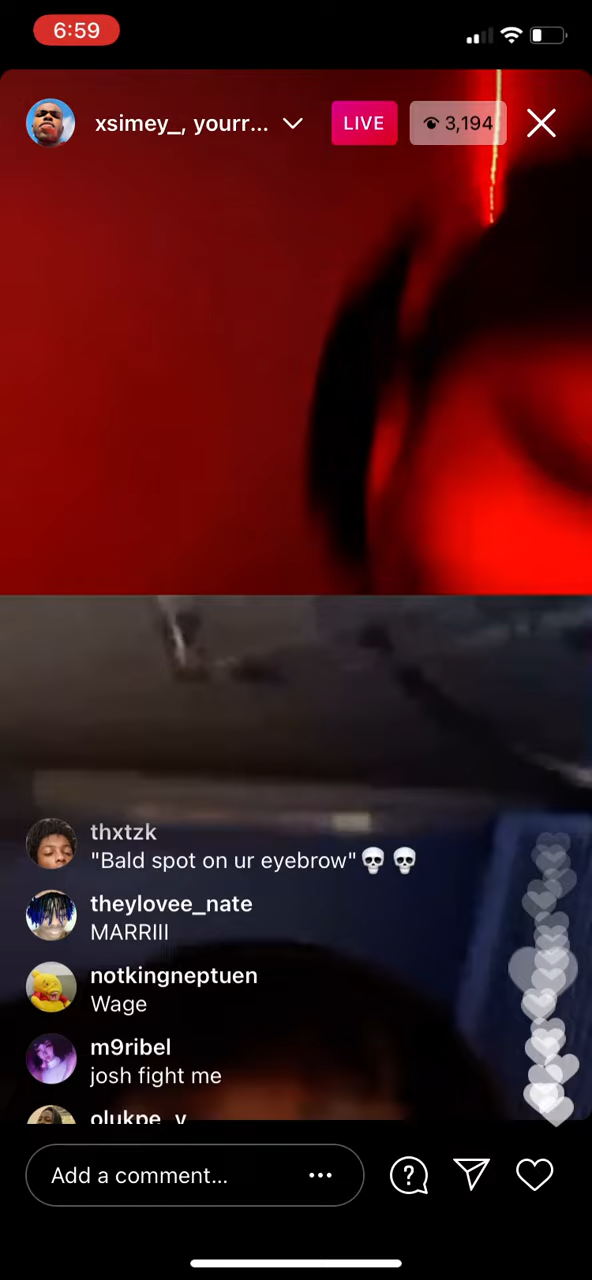 6:59
xsimey_, yourr...
LIVE
3,194
thxtzk
"Bald spot on ur eyebrow"💀💀
theylovee_nate
MARRIII
notkingneptuen
Wage
m9ribel
josh fight me
olukpe_v
Add a comment...